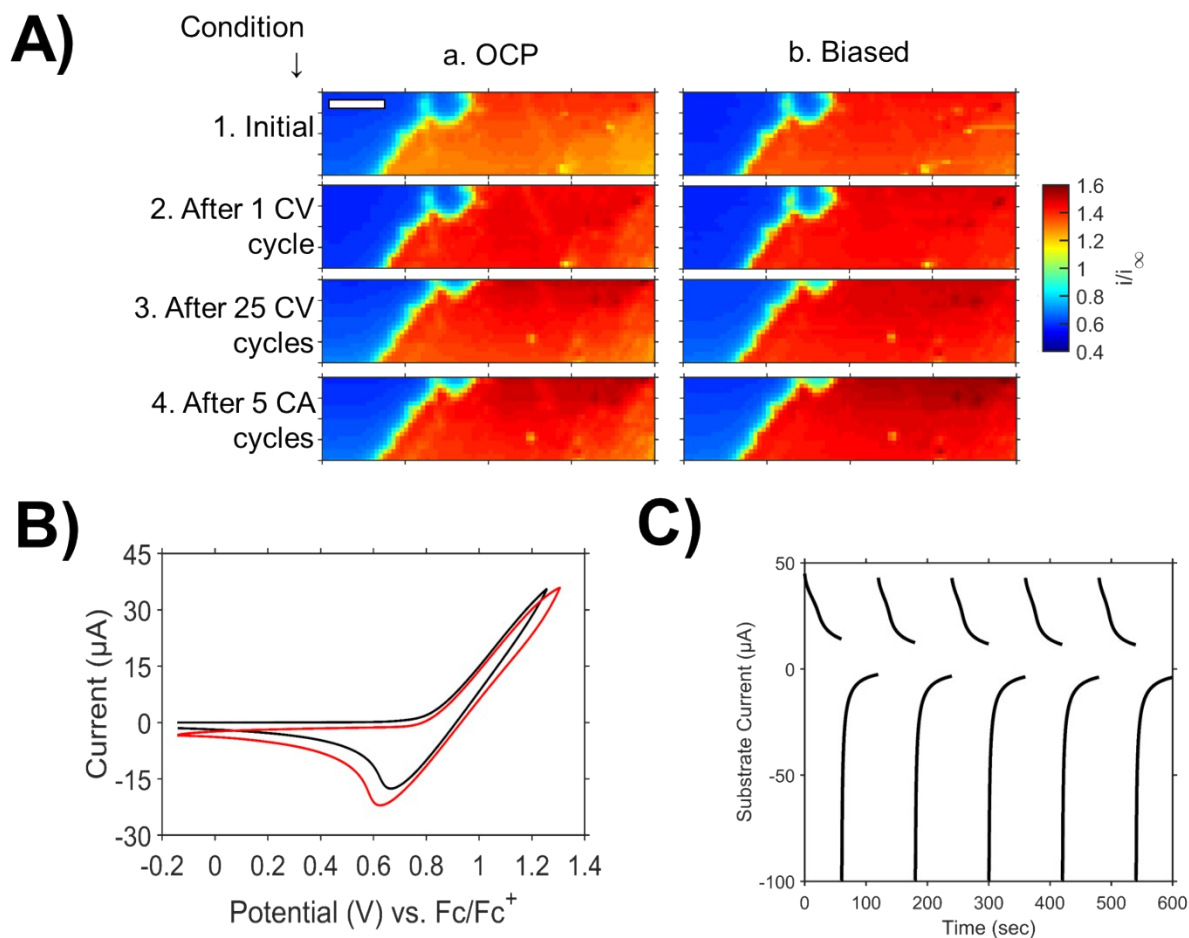 A)
Condition
↓
a. OCP
b. Biased
1. Initial
2. After 1 CV
cycle
3. After 25 CV
cycles
4. After 5 CA
cycles
1.6
1.4
1.2
1
0.8
0.6
0.4
i/i∞
B)
45
30
15
0
-15
-30
Current (µA)
-0.2 0 0.2 0.4 0.6 0.8 1 1.2 1.4
Potential (V) vs. Fc/Fc+
C)
50
0
-50
-100
Substrate Current (µA)
0 100 200 300 400 500 600
Time (sec)